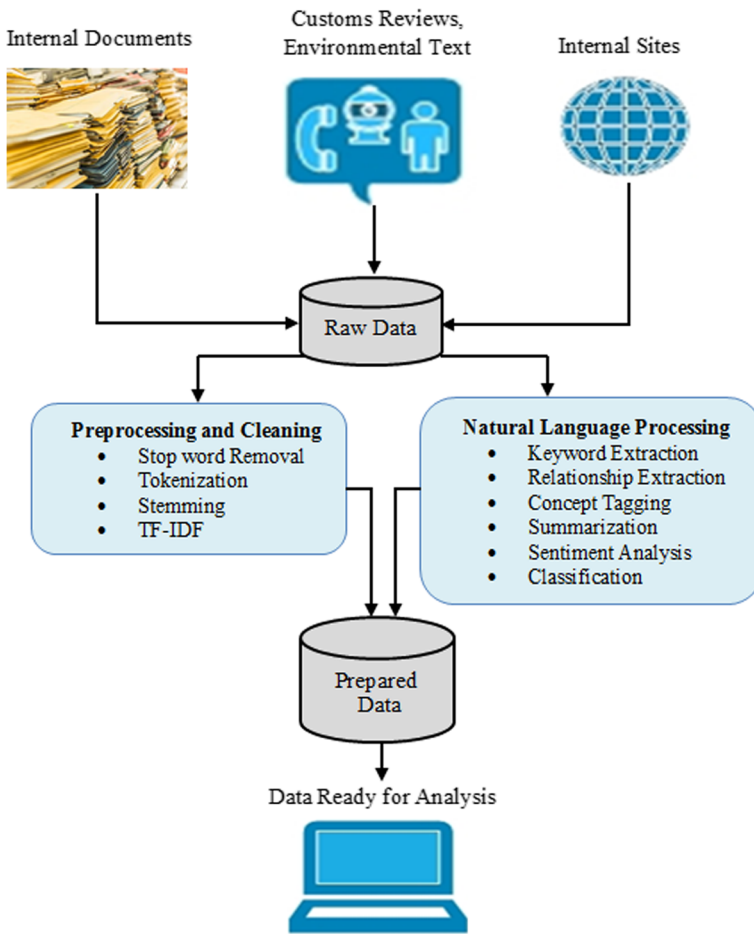 Internal Documents
Customs Reviews,
Environmental Text
Internal Sites
Raw Data
Preprocessing and Cleaning
• Stop word Removal
• Tokenization
• Stemming
• TF-IDF
Natural Language Processing
• Keyword Extraction
• Relationship Extraction
• Concept Tagging
• Summarization
• Sentiment Analysis
• Classification
Prepared
Data
Data Ready for Analysis